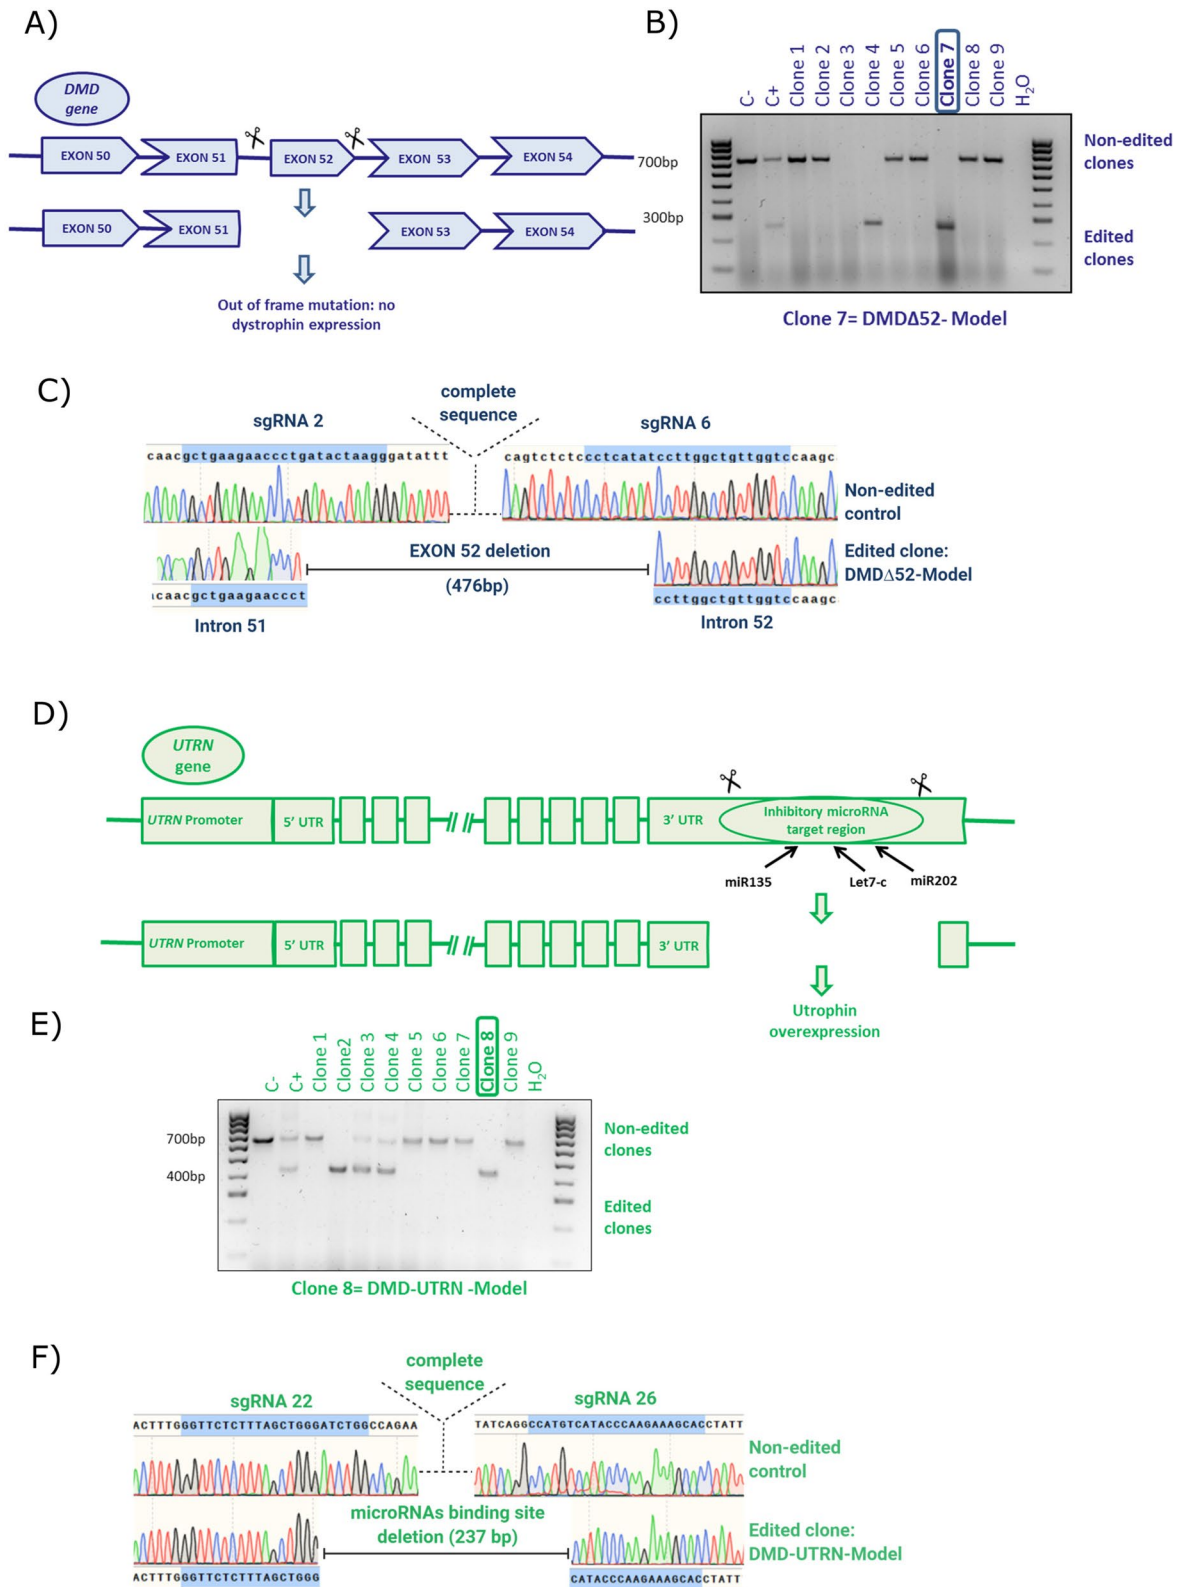 A)
DMD
gene
EXON 50
EXON 51
EXON 52
EXON 53
EXON 54
EXON 50
EXON 51
EXON 53
EXON 54
Out of frame mutation: no
dystrophin expression
B)
C-
C+
Clone 1
Clone 2
Clone 3
Clone 4
Clone 5
Clone 6
Clone 7
Clone 8
Clone 9
H₂O
700bp
300bp
Non-edited
clones
Edited
clones
Clone 7= DMDΔ52- Model
C)
complete
sequence
sgRNA 2
sgRNA 6
caacgctgaagaaccctgatactaagggatattt
cagtctctccctcatatccttggctgttggtccaagc
Non-edited
control
EXON 52 deletion
(476bp)
Edited clone:
DMDΔ52-Model
acaacgctgaagaaccct
ccttggctgttggtccaagc
Intron 51
Intron 52
D)
UTRN
gene
UTRN Promoter
5' UTR
3' UTR
Inhibitory microRNA
target region
miR135
Let7-c
miR202
UTRN Promoter
5' UTR
3' UTR
Utrophin
overexpression
E)
C-
C+
Clone 1
Clone2
Clone 3
Clone 4
Clone 5
Clone 6
Clone 7
Clone 8
Clone 9
H₂O
700bp
400bp
Non-edited
clones
Edited
clones
Clone 8= DMD-UTRN -Model
F)
complete
sequence
sgRNA 22
sgRNA 26
ACTTTGGGTTCTCTTTAGCTGGGATCTGGCCAGAA
TATCAGGCCATGTCATACCCAAGAAAGCACCTATT
Non-edited
control
microRNAs binding site
deletion (237 bp)
Edited clone:
DMD-UTRN-Model
ACTTTGGGTTCTCTTTAGCTGGG
CATACCCAAGAAAGCACCTATT